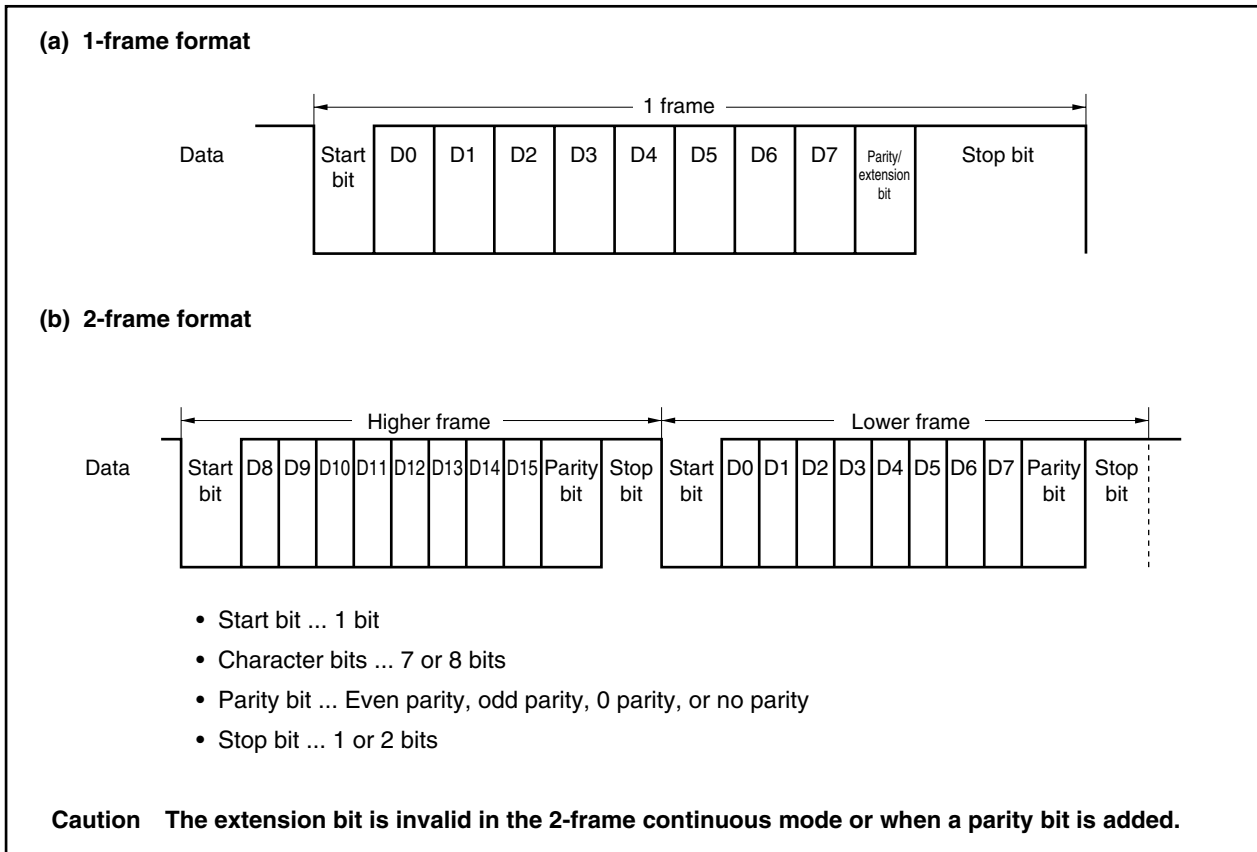 (a) 1-frame format
1 frame
Data
Start bit
D0
D1
D2
D3
D4
D5
D6
D7
Parity/
extension
bit
Stop bit
(b) 2-frame format
Higher frame
Lower frame
Data
Start
bit
D8
D9
D10
D11
D12
D13
D14
D15
Parity
bit
Stop
bit
Start
bit
D0
D1
D2
D3
D4
D5
D6
D7
Parity
bit
Stop
bit
• Start bit ... 1 bit
• Character bits ... 7 or 8 bits
• Parity bit ... Even parity, odd parity, 0 parity, or no parity
• Stop bit ... 1 or 2 bits
Caution The extension bit is invalid in the 2-frame continuous mode or when a parity bit is added.